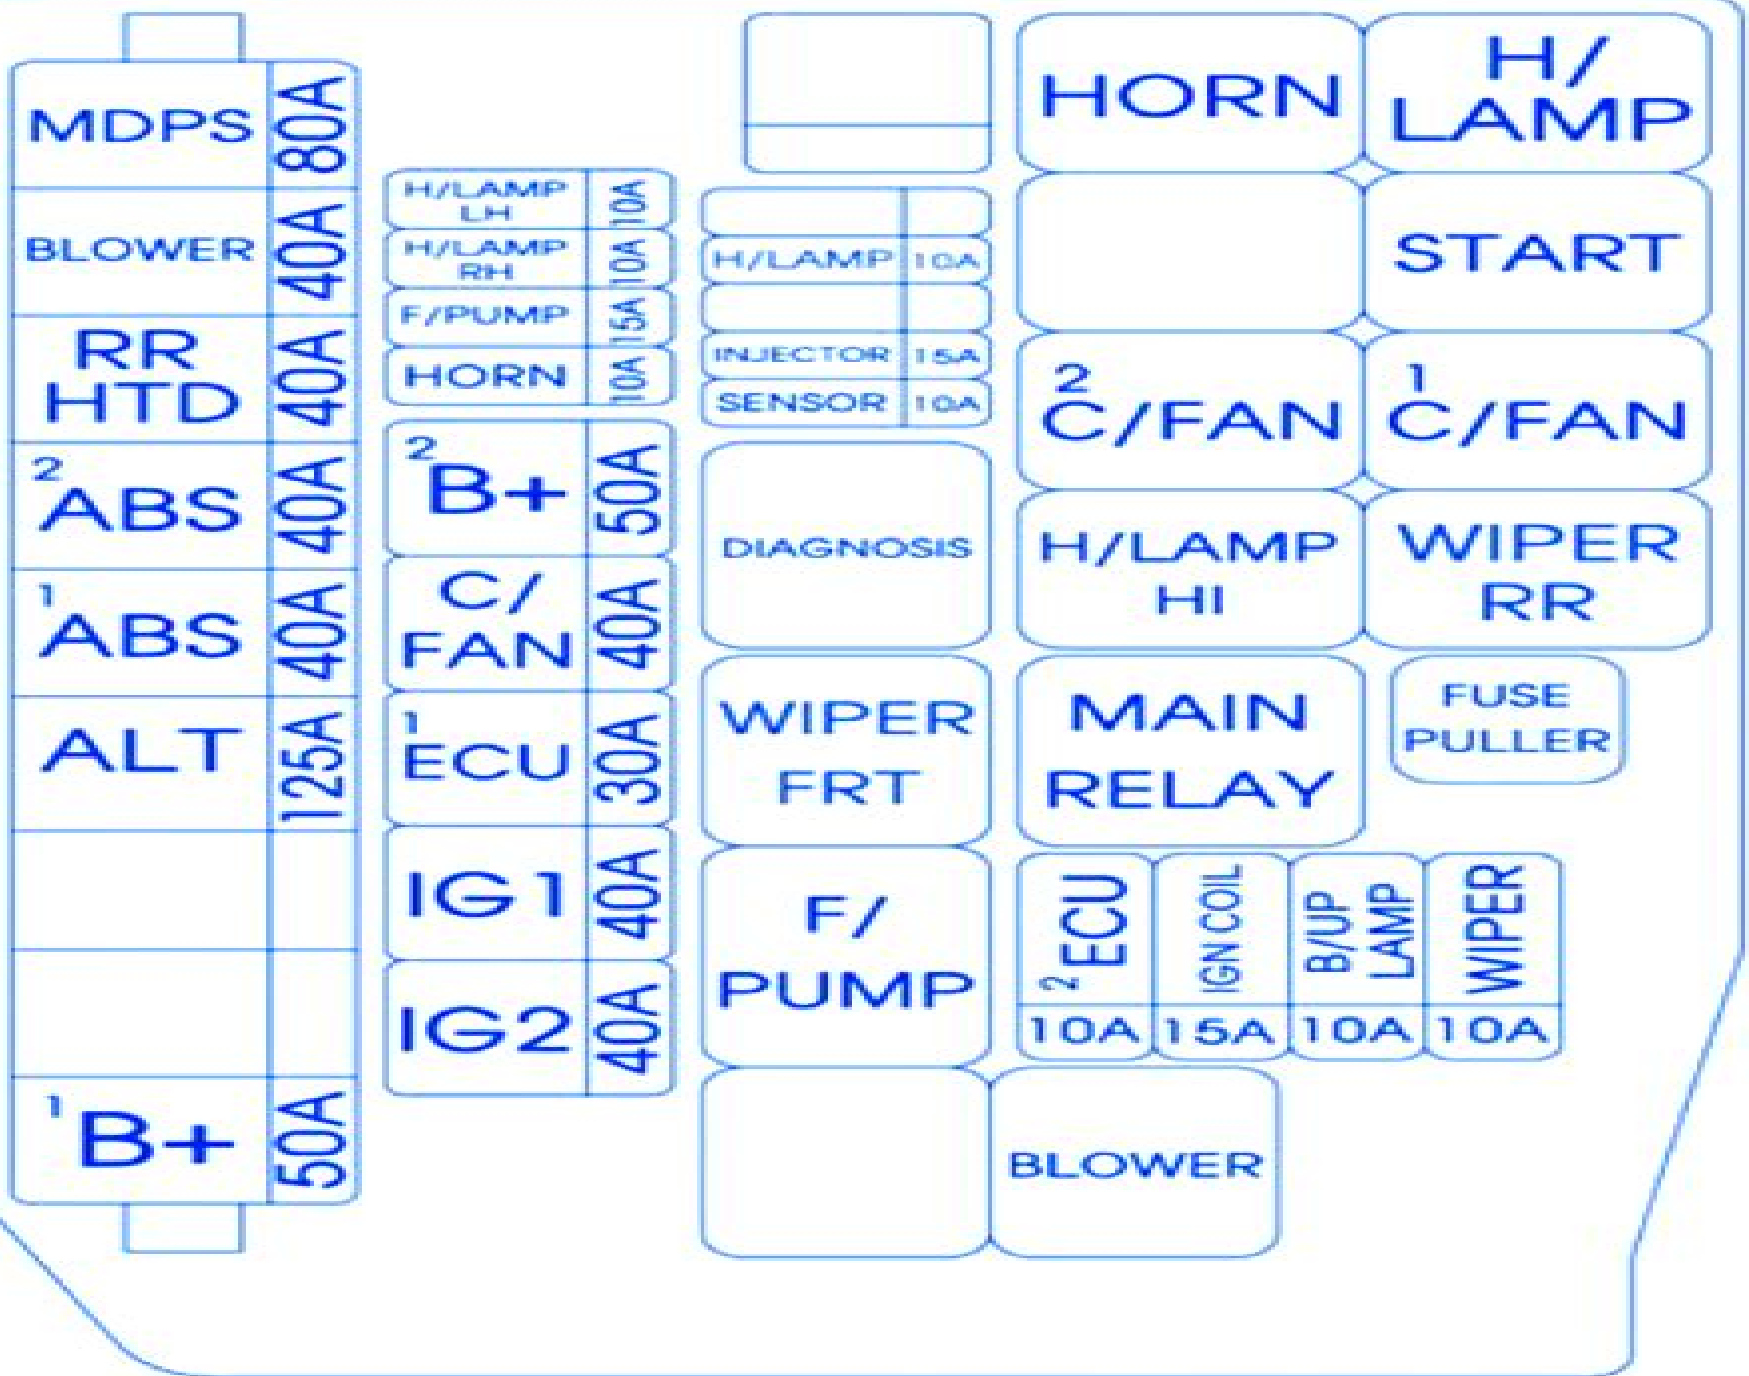 MDPS 80A
BLOWER 40A
RR
HTD 40A
2 ABS 40A
1 ABS 40A
ALT 125A
1 B+ 50A
H/LAMP
LH 10A
H/LAMP
RH 10A
F/PUMP 15A
HORN 10A
2 B+ 50A
C/
FAN 40A
1 ECU 30A
IG1 40A
IG2 40A
H/LAMP 10A
INJECTOR 15A
SENSOR 10A
DIAGNOSIS
WIPER
FRT
F/
PUMP
HORN
H/
LAMP
START
2 C/FAN
1 C/FAN
H/LAMP
HI
WIPER
RR
MAIN
RELAY
FUSE
PULLER
2 ECU 10A
IGN COIL 15A
B/UP
LAMP 10A
WIPER 10A
BLOWER